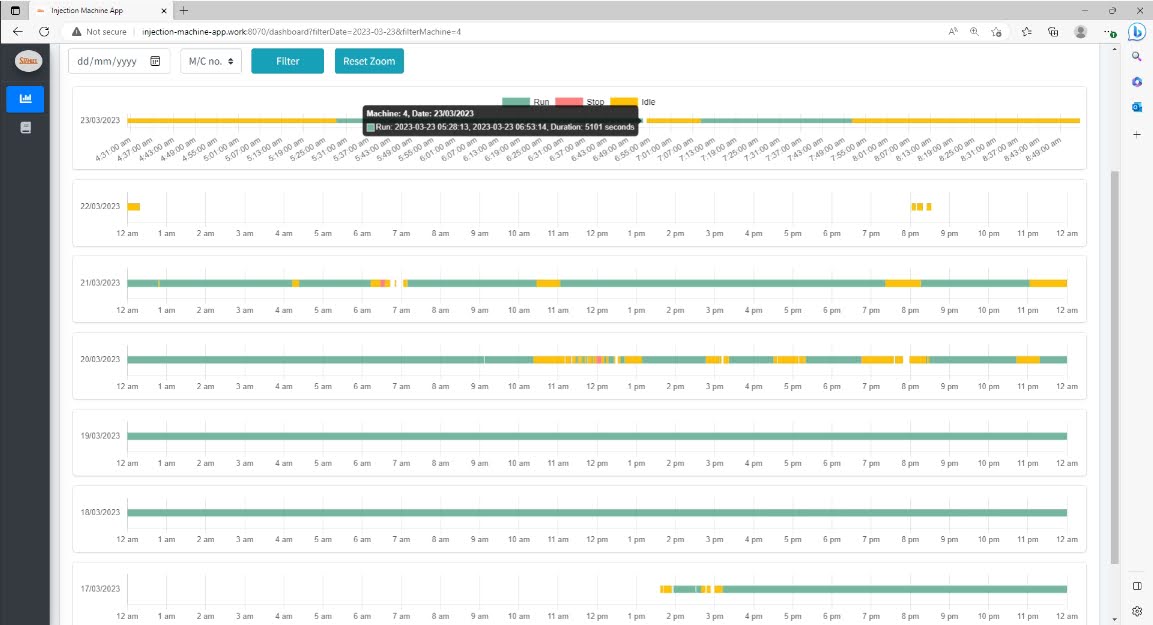 Injection Machine App
Not secure injection-machine-app.work:8070/dashboard?filterDate=2023-03-23&filterMachine=4
dd/mm/yyyy M/C no. Filter Reset Zoom
Run Stop Idle
Machine: 4, Date: 23/03/2023
23/03/2023
Run: 2023-03-23 05:28:13, 2023-03-23 06:53:14, Duration: 5101 seconds
4:31:00 am 4:37:00 am 4:43:00 am 4:49:00 am 4:55:00 am 5:01:00 am 5:07:00 am 5:13:00 am 5:19:00 am 5:25:00 am 5:31:00 am 5:37:00 am 5:43:00 am 5:49:00 am 5:55:00 am 6:01:00 am 6:07:00 am 6:13:00 am 6:19:00 am 6:25:00 am 6:31:00 am 6:37:00 am 6:43:00 am 6:49:00 am 6:55:00 am 7:01:00 am 7:07:00 am 7:13:00 am 7:19:00 am 7:25:00 am 7:31:00 am 7:37:00 am 7:43:00 am 7:49:00 am 7:55:00 am 8:01:00 am 8:07:00 am 8:13:00 am 8:19:00 am 8:25:00 am 8:31:00 am 8:37:00 am 8:43:00 am 8:49:00 am
22/03/2023
12 am 1 am 2 am 3 am 4 am 5 am 6 am 7 am 8 am 9 am 10 am 11 am 12 pm 1 pm 2 pm 3 pm 4 pm 5 pm 6 pm 7 pm 8 pm 9 pm 10 pm 11 pm 12 am
21/03/2023
12 am 1 am 2 am 3 am 4 am 5 am 6 am 7 am 8 am 9 am 10 am 11 am 12 pm 1 pm 2 pm 3 pm 4 pm 5 pm 6 pm 7 pm 8 pm 9 pm 10 pm 11 pm 12 am
20/03/2023
12 am 1 am 2 am 3 am 4 am 5 am 6 am 7 am 8 am 9 am 10 am 11 am 12 pm 1 pm 2 pm 3 pm 4 pm 5 pm 6 pm 7 pm 8 pm 9 pm 10 pm 11 pm 12 am
19/03/2023
12 am 1 am 2 am 3 am 4 am 5 am 6 am 7 am 8 am 9 am 10 am 11 am 12 pm 1 pm 2 pm 3 pm 4 pm 5 pm 6 pm 7 pm 8 pm 9 pm 10 pm 11 pm 12 am
18/03/2023
12 am 1 am 2 am 3 am 4 am 5 am 6 am 7 am 8 am 9 am 10 am 11 am 12 pm 1 pm 2 pm 3 pm 4 pm 5 pm 6 pm 7 pm 8 pm 9 pm 10 pm 11 pm 12 am
17/03/2023
12 am 1 am 2 am 3 am 4 am 5 am 6 am 7 am 8 am 9 am 10 am 11 am 12 pm 1 pm 2 pm 3 pm 4 pm 5 pm 6 pm 7 pm 8 pm 9 pm 10 pm 11 pm 12 am